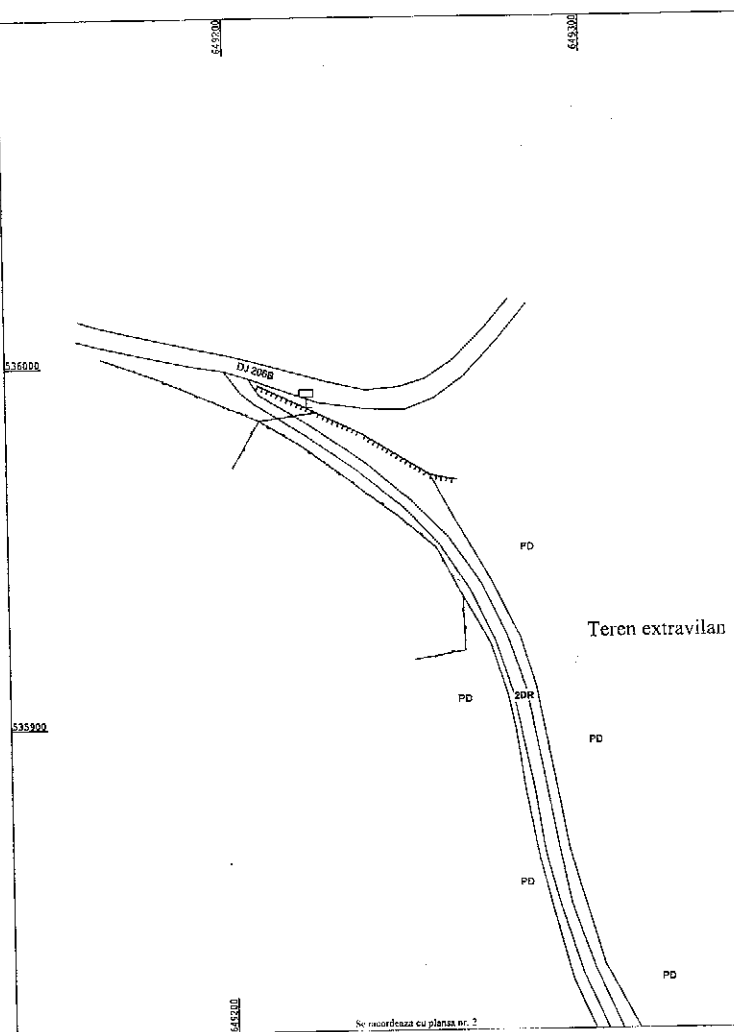 649200
649300
536000
DJ 206B
PD
Teren extravilan
PD
2DR
535900
PD
PD
PD
649200
Se racordeaza cu plansa nr. 2